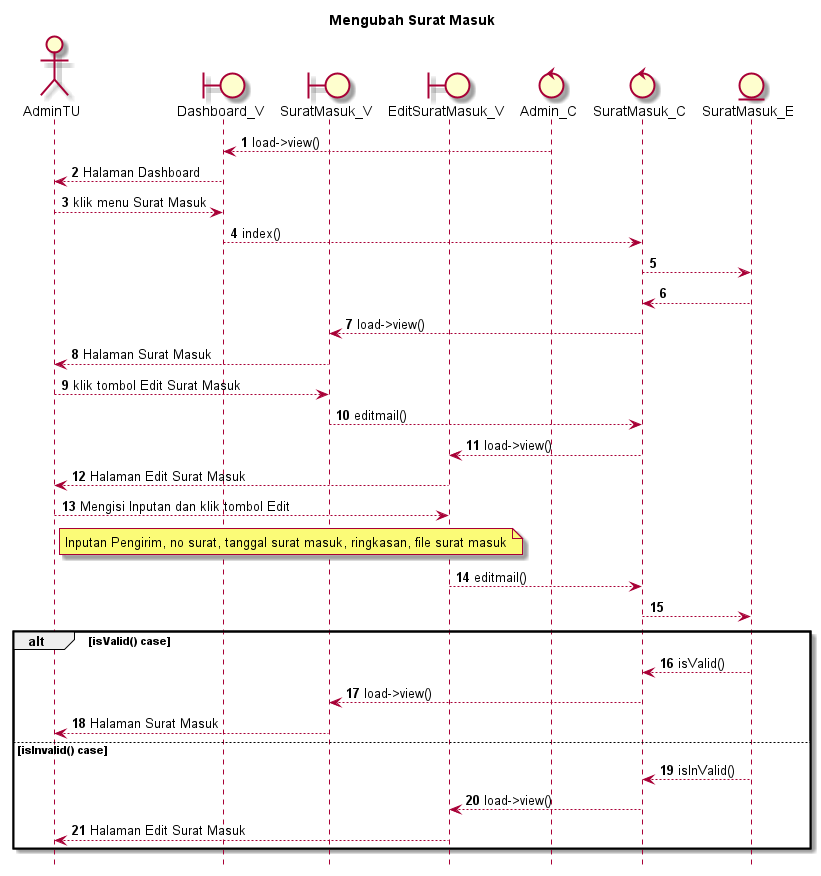 Mengubah Surat Masuk
AdminTU
Dashboard_V
SuratMasuk_V
EditSuratMasuk_V
Admin_C
SuratMasuk_C
SuratMasuk_E
1 load->view()
2 Halaman Dashboard
3 klik menu Surat Masuk
4 index()
5
6
7 load->view()
8 Halaman Surat Masuk
9 klik tombol Edit Surat Masuk
10 editmail()
11 load->view()
12 Halaman Edit Surat Masuk
13 Mengisi Inputan dan klik tombol Edit
Inputan Pengirim, no surat, tanggal surat masuk, ringkasan, file surat masuk
14 editmail()
15
alt [isValid() case]
16 isValid()
17 load->view()
18 Halaman Surat Masuk
[isInvalid() case]
19 isInValid()
20 load->view()
21 Halaman Edit Surat Masuk